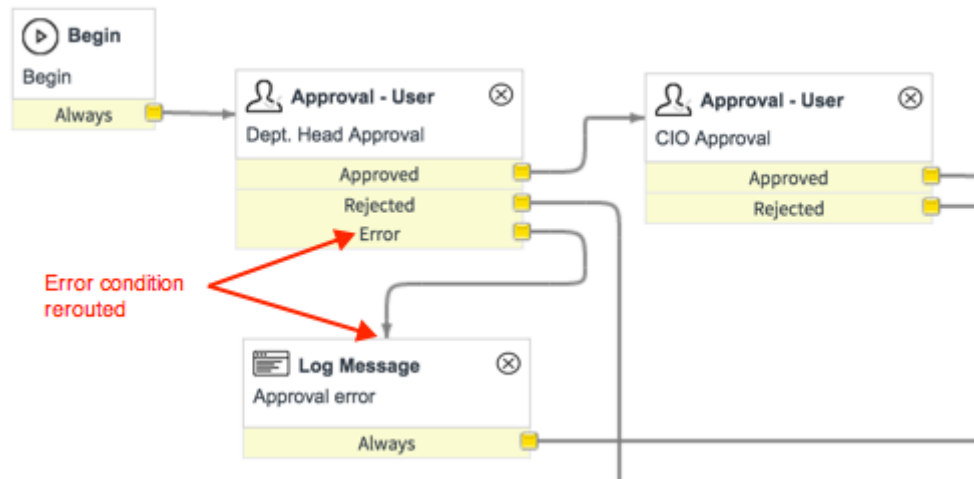 Begin
Begin
Always
Approval - User
Dept. Head Approval
Approved
Rejected
Error
Approval - User
CIO Approval
Approved
Rejected
Error condition
rerouted
Log Message
Approval error
Always